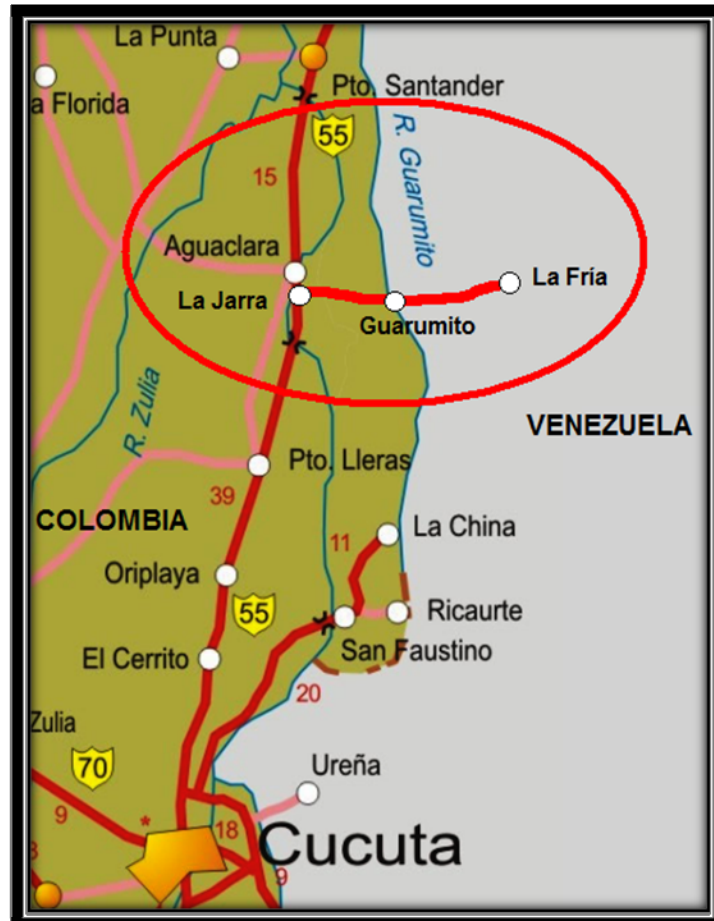 La Punta
Pto. Santander
a Florida
55
R. Guarumito
15
Aguaclara
La Jarra
La Fría
Guarumito
R. Zulia
VENEZUELA
Pto. Lleras
39
COLOMBIA
La China
11
Oriplaya
55
Ricaurte
San Faustino
El Cerrito
20
Zulia
70
Ureña
9
*
18
Cucuta
3
9